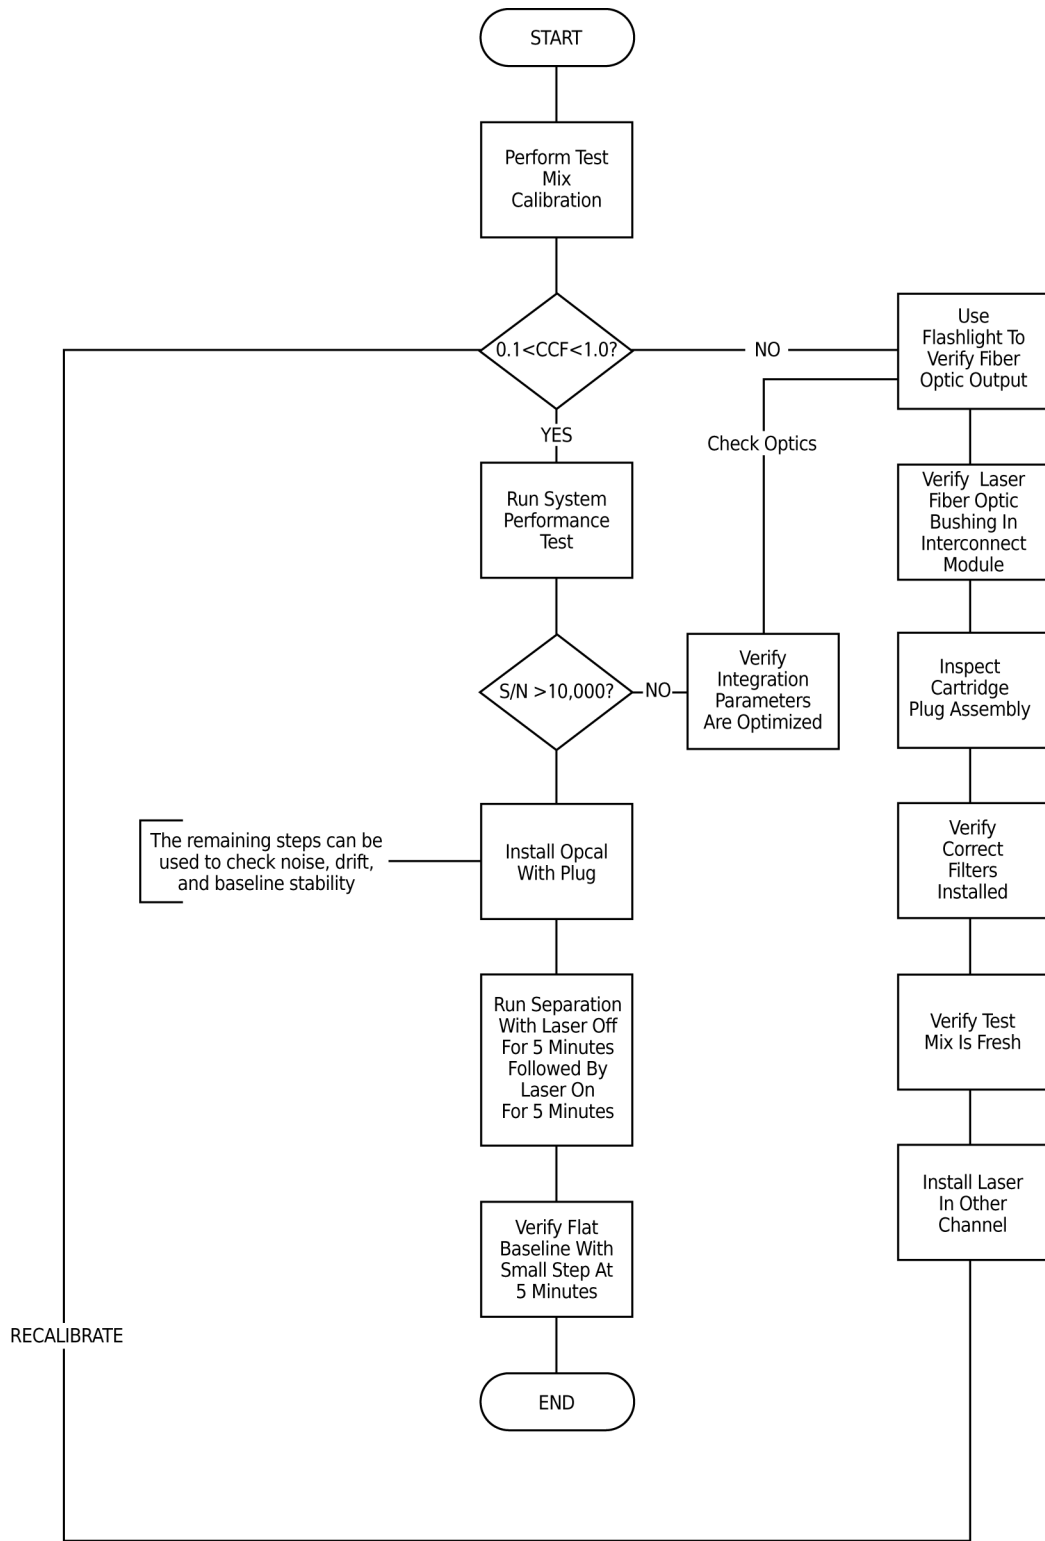 START
Perform Test
Mix
Calibration
0.1<CCF<1.0?
NO
Use
Flashlight To
Verify Fiber
Optic Output
YES
Check Optics
Run System
Performance
Test
Verify Laser
Fiber Optic
Bushing In
Interconnect
Module
S/N >10,000?
NO
Verify
Integration
Parameters
Are Optimized
Inspect
Cartridge
Plug Assembly
The remaining steps can be
used to check noise, drift,
and baseline stability
Install Opcal
With Plug
Verify
Correct
Filters
Installed
Run Separation
With Laser Off
For 5 Minutes
Followed By
Laser On
For 5 Minutes
Verify Test
Mix Is Fresh
Install Laser
In Other
Channel
Verify Flat
Baseline With
Small Step At
5 Minutes
RECALIBRATE
END